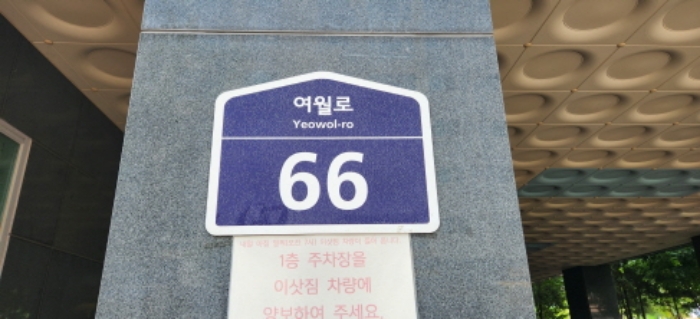 여월로
Yeowol-ro
66
1층 주차장을
이삿짐 차량에
양보하여 주세요.